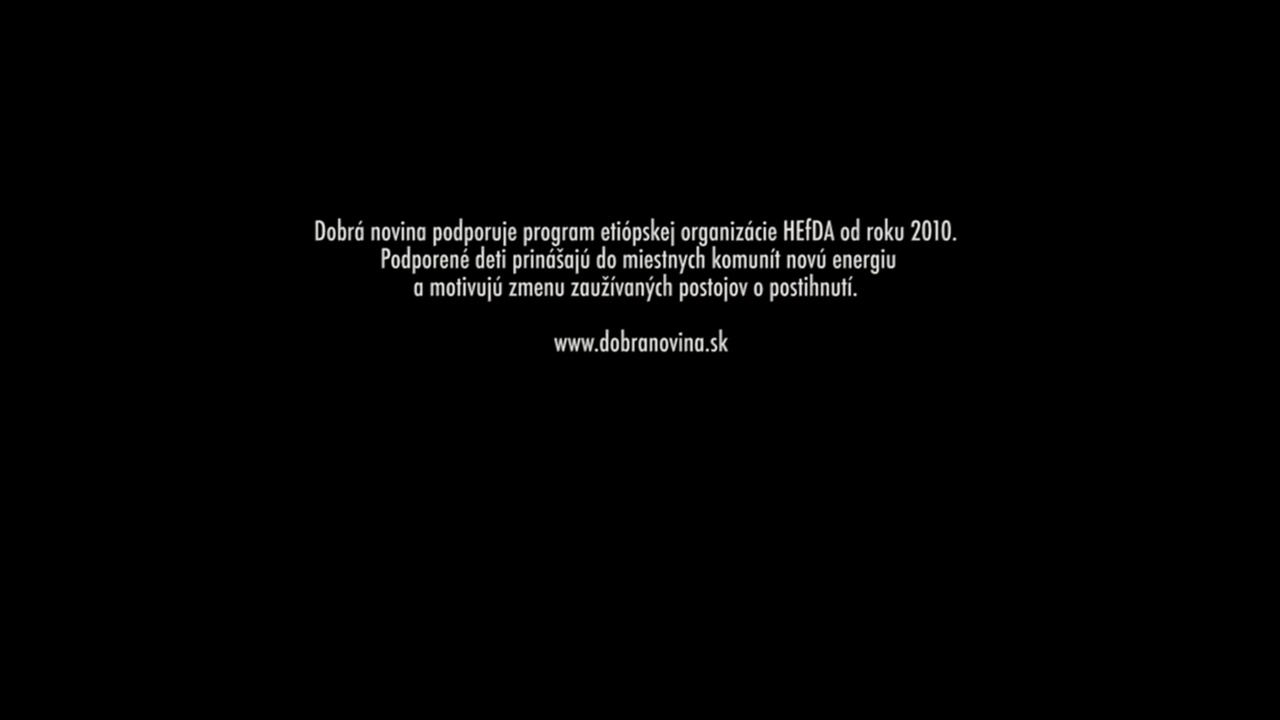 Dobrá novina podporuje program etiópskej organizácie HEfDA od roku 2010.
Podporené deti prinášajú do miestnych komunít novú energiu
a motivujú zmenu zaužívaných postojov o postihnutí.
www.dobranovina.sk